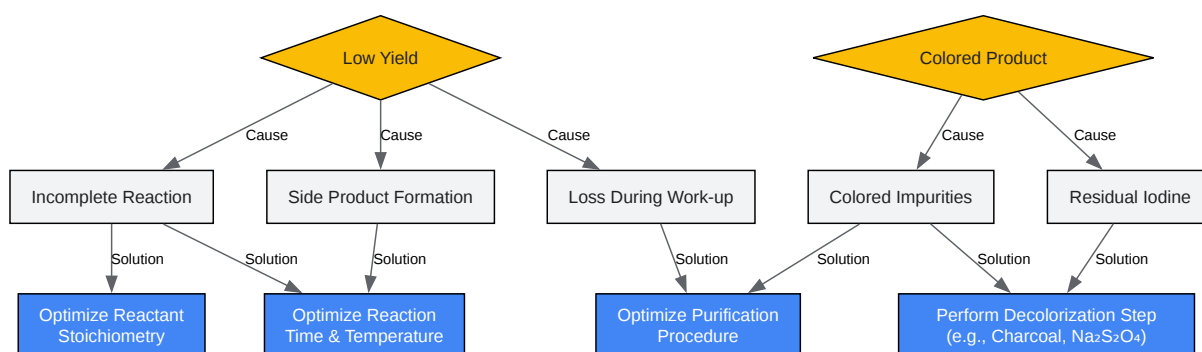 Low Yield
Colored Product
Cause
Cause
Cause
Cause
Cause
Incomplete Reaction
Side Product Formation
Loss During Work-up
Colored Impurities
Residual Iodine
Solution
Solution
Solution
Solution
Solution
Solution
Solution
Optimize Reactant
Stoichiometry
Optimize Reaction
Time & Temperature
Optimize Purification
Procedure
Perform Decolorization Step
(e.g., Charcoal, Na₂S₂O₄)